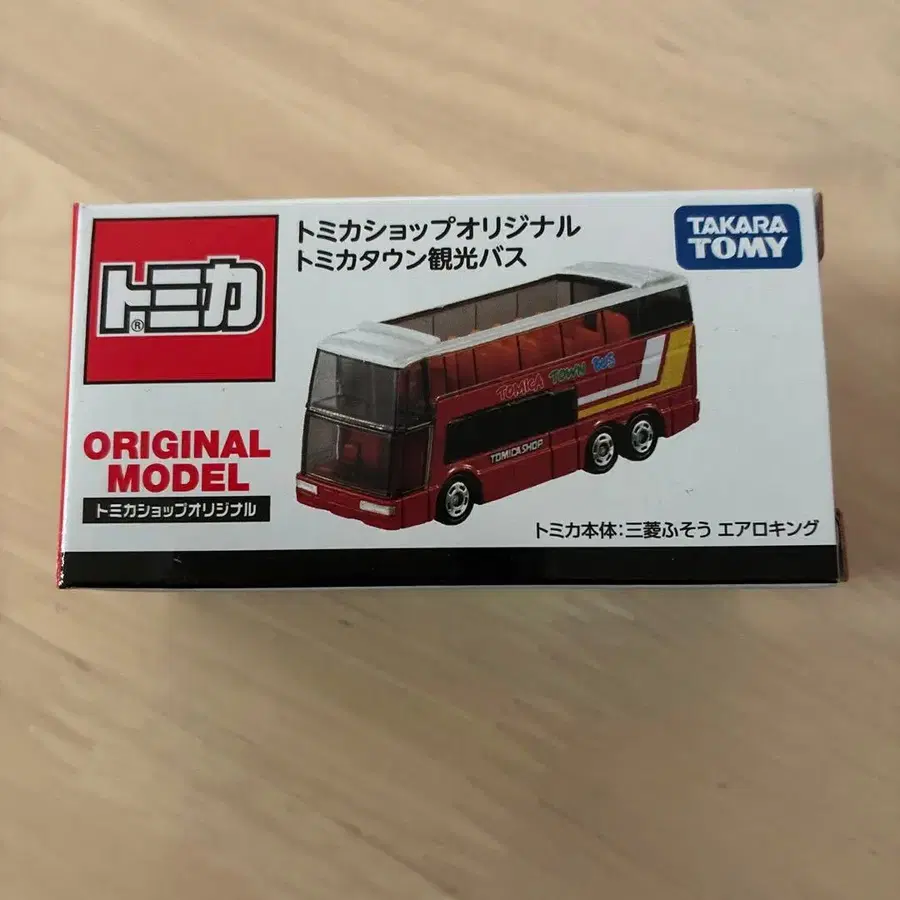 トミカ®
ORIGINAL
MODEL
トミカショップオリジナル
トミカショップオリジナル
トミカタウン観光バス
TAKARA
TOMY
TOMICA TOWN BUS
TOMICASHOP
トミカ本体：三菱ふそう エアロキング